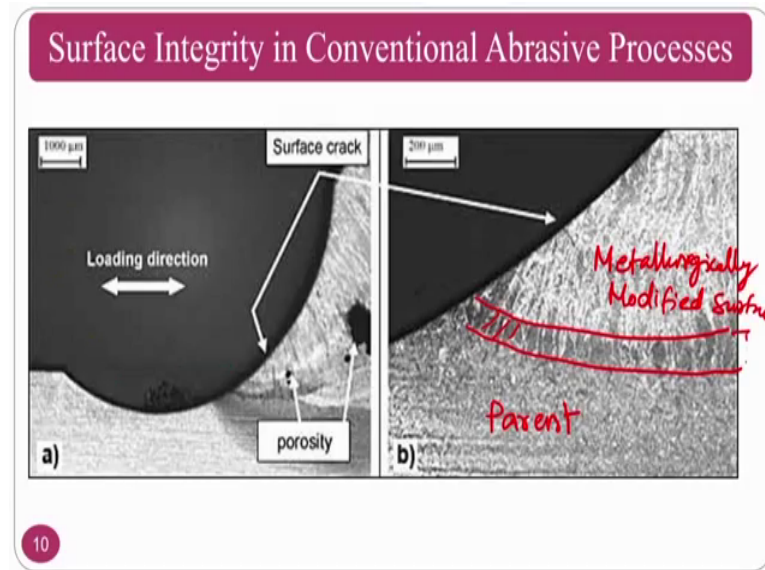 Surface Integrity in Conventional Abrasive Processes
1000 µm
Surface crack
200 µm
Loading direction
Metallurgically
Modified
porosity
Parent
a)
b)
10